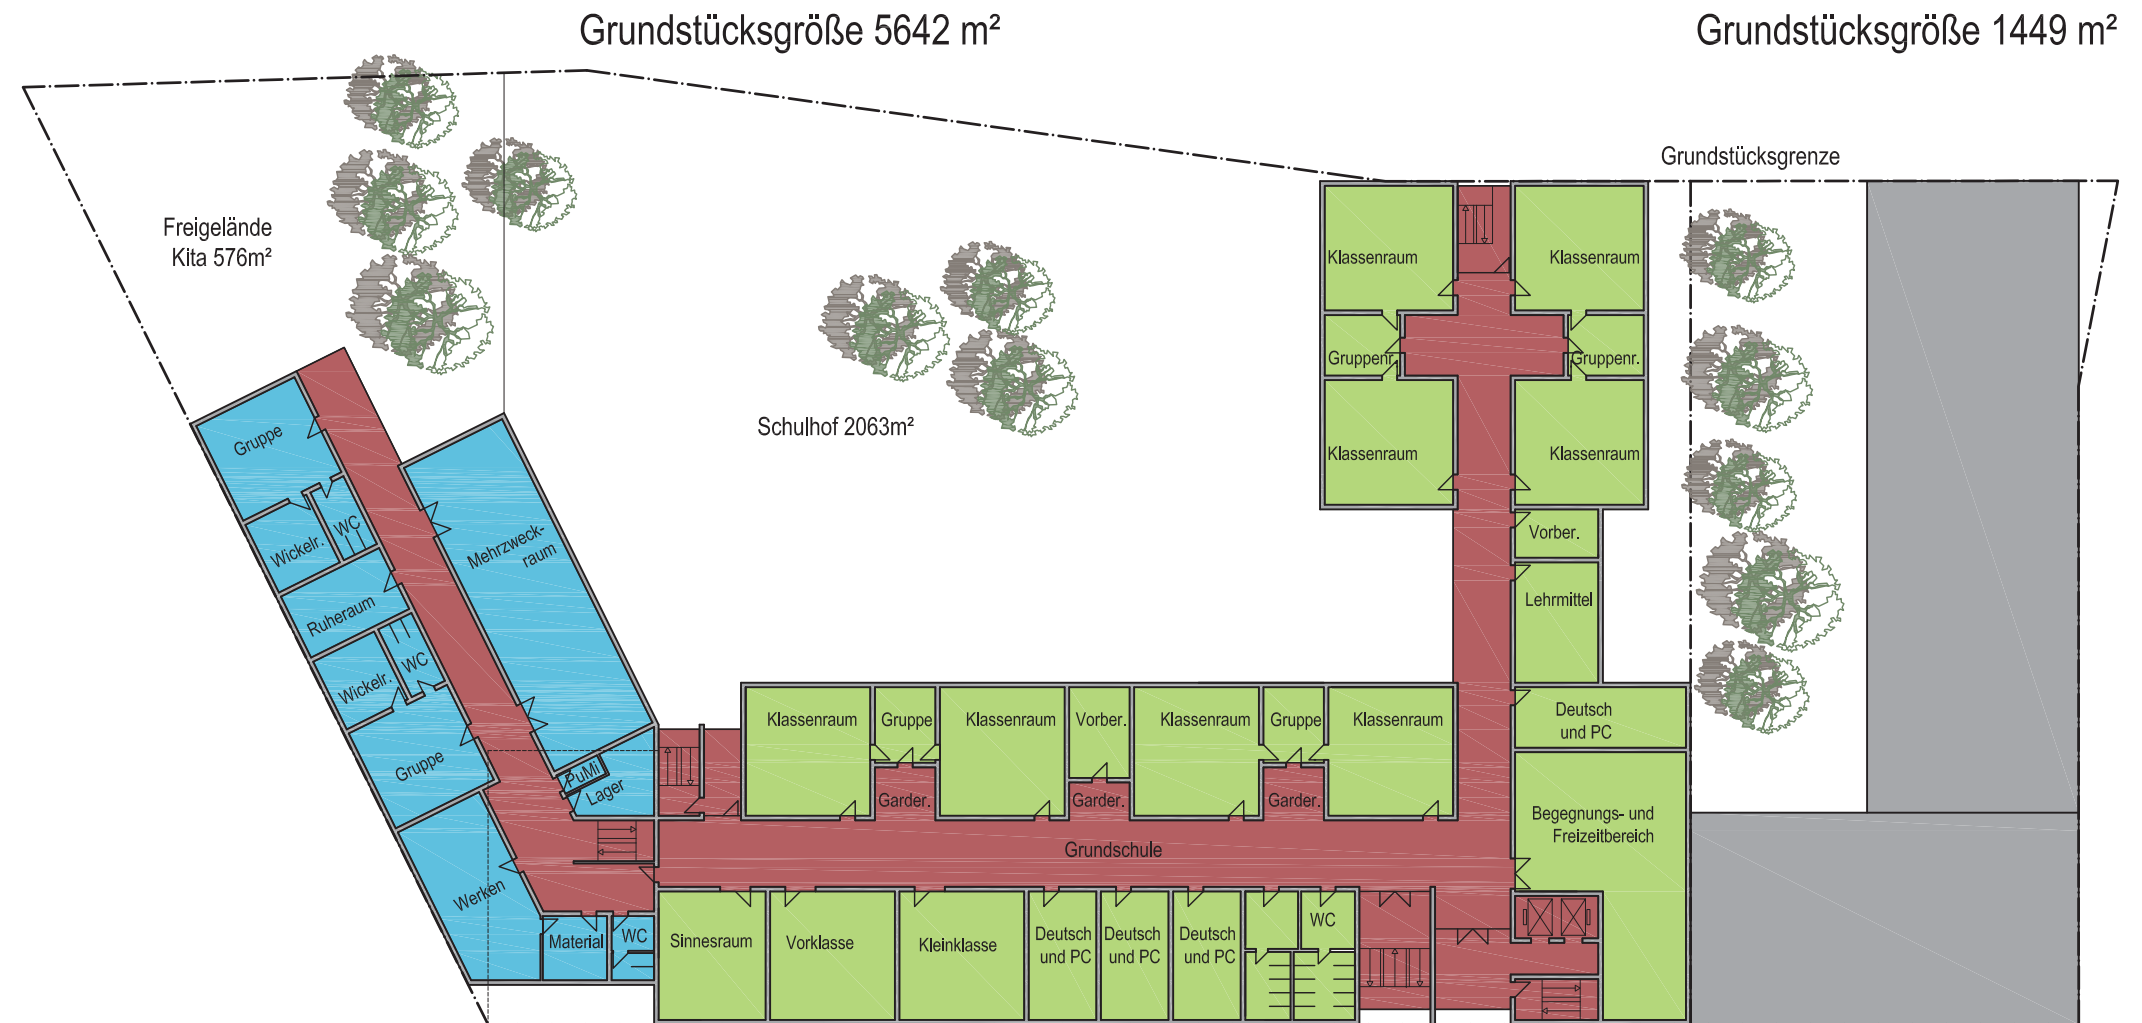 Grundstücksgröße 5642 m²
Grundstücksgröße 1449 m²
Grundstücksgrenze
Freigelände
Kita 576m²
Schulhof 2063m²
Klassenraum
Klassenraum
Gruppenr.
Gruppenr.
Klassenraum
Klassenraum
Vorber.
Lehrmittel
Gruppe
WC
Wickelr.
Mehrzweck-
raum
Ruheraum
WC
Wickelr.
Gruppe
PuMi
Lager
Werken
Material
WC
Klassenraum
Gruppe
Klassenraum
Vorber.
Klassenraum
Gruppe
Klassenraum
Deutsch
und PC
Garder.
Garder.
Garder.
Begegnungs- und
Freizeitbereich
Grundschule
Sinnesraum
Vorklasse
Kleinklasse
Deutsch
und PC
Deutsch
und PC
Deutsch
und PC
WC